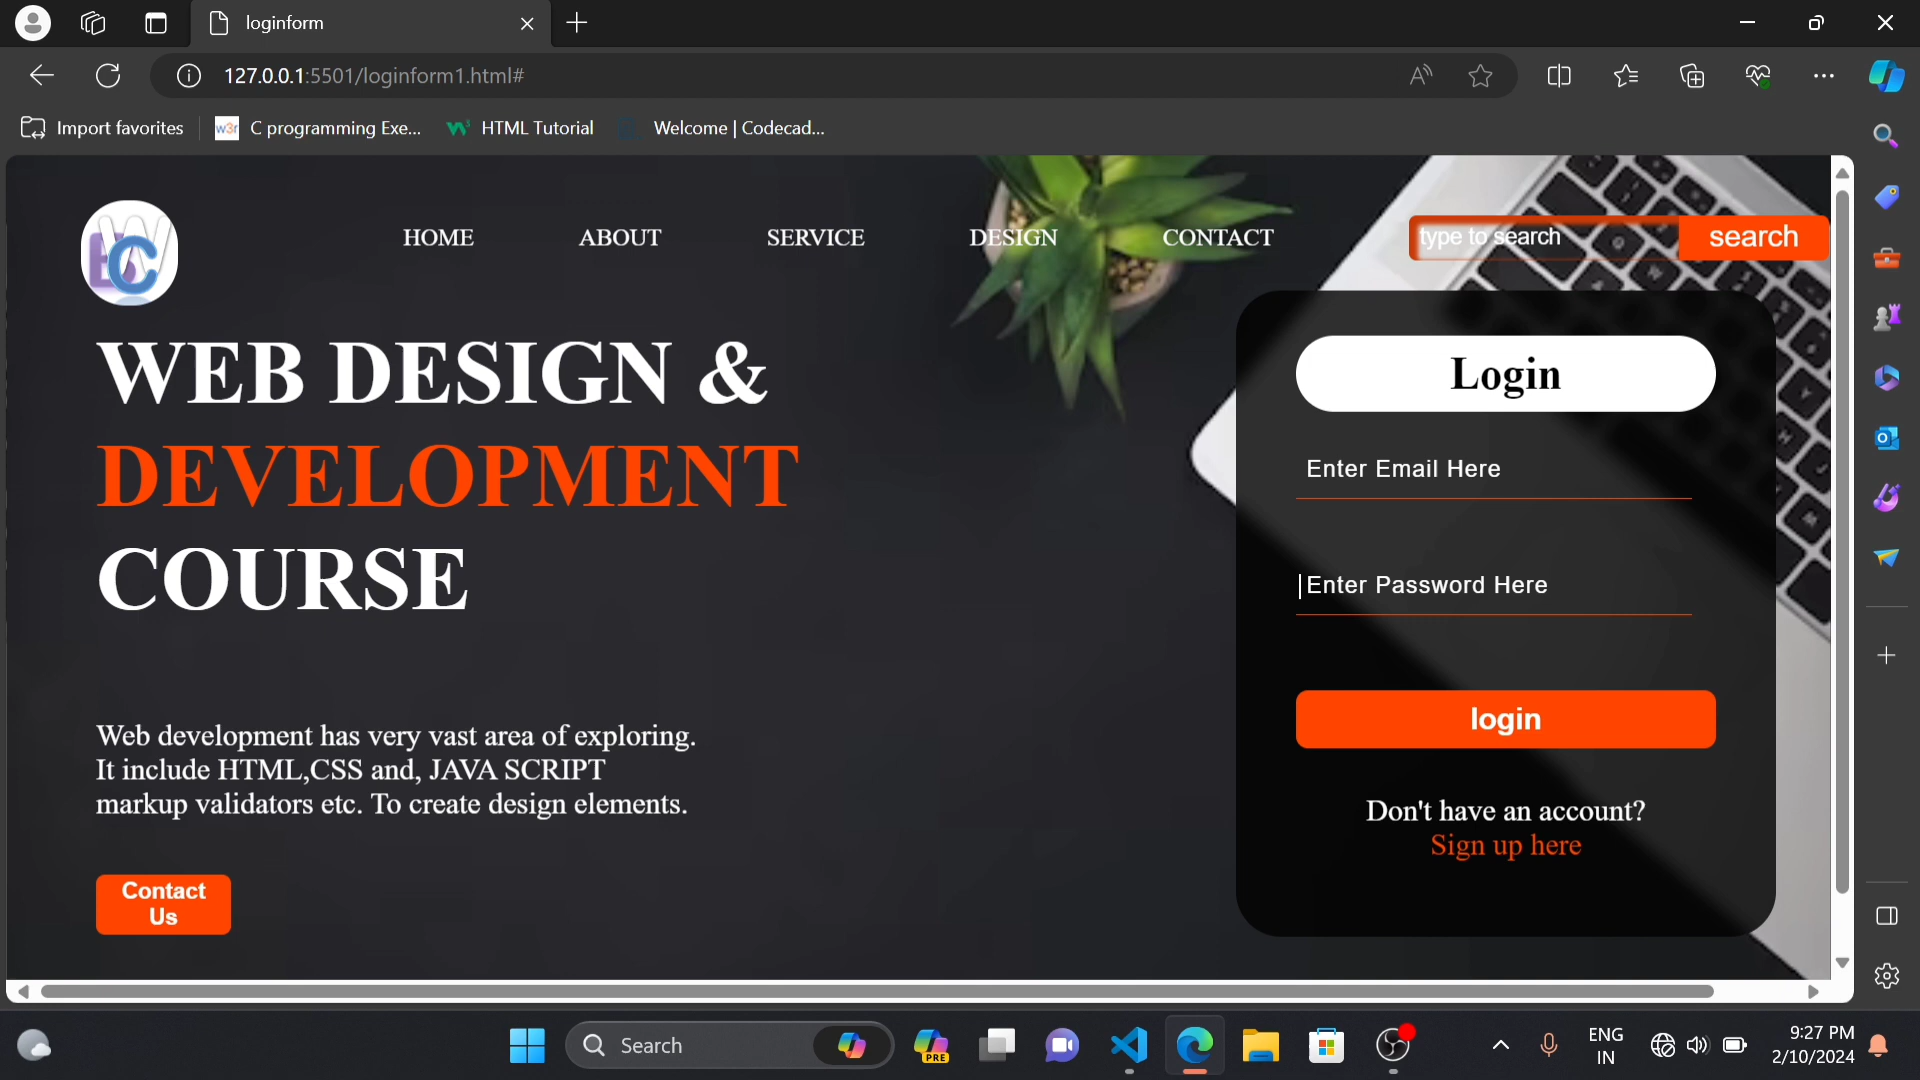 loginform
127.0.0.1:5501/loginform1.html#
Import favorites
w3r C programming Exe...
HTML Tutorial
Welcome | Codecad...
HOME
ABOUT
SERVICE
DESIGN
CONTACT
type to search
search
WEB DESIGN &
DEVELOPMENT
COURSE
Web development has very vast area of exploring.
It include HTML,CSS and, JAVA SCRIPT
markup validators etc. To create design elements.
Contact
Us
Login
Enter Email Here
Enter Password Here
login
Don't have an account?
Sign up here
Search
PRE
ENG
IN
9:27 PM
2/10/2024